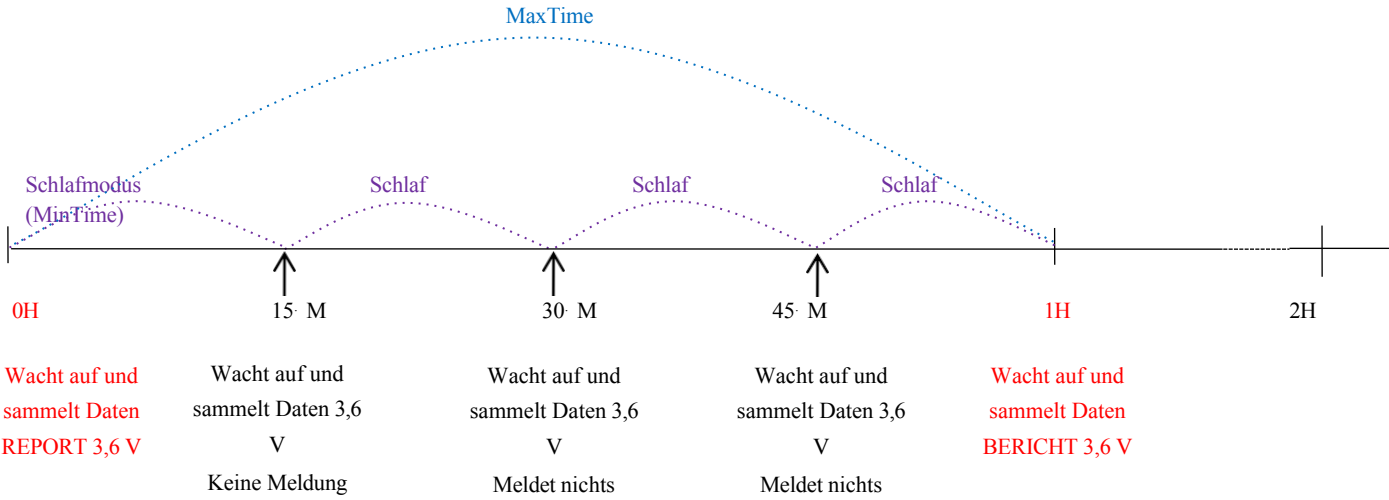 MaxTime
Schlafmodus
(MinTime)
Schlaf
Schlaf
Schlaf
0H
15 M
30 M
45 M
1H
2H
Wacht auf und
sammelt Daten
REPORT 3,6 V
Wacht auf und
sammelt Daten 3,6
V
Keine Meldung
Wacht auf und
sammelt Daten 3,6
V
Meldet nichts
Wacht auf und
sammelt Daten 3,6
V
Meldet nichts
Wacht auf und
sammelt Daten
BERICHT 3,6 V